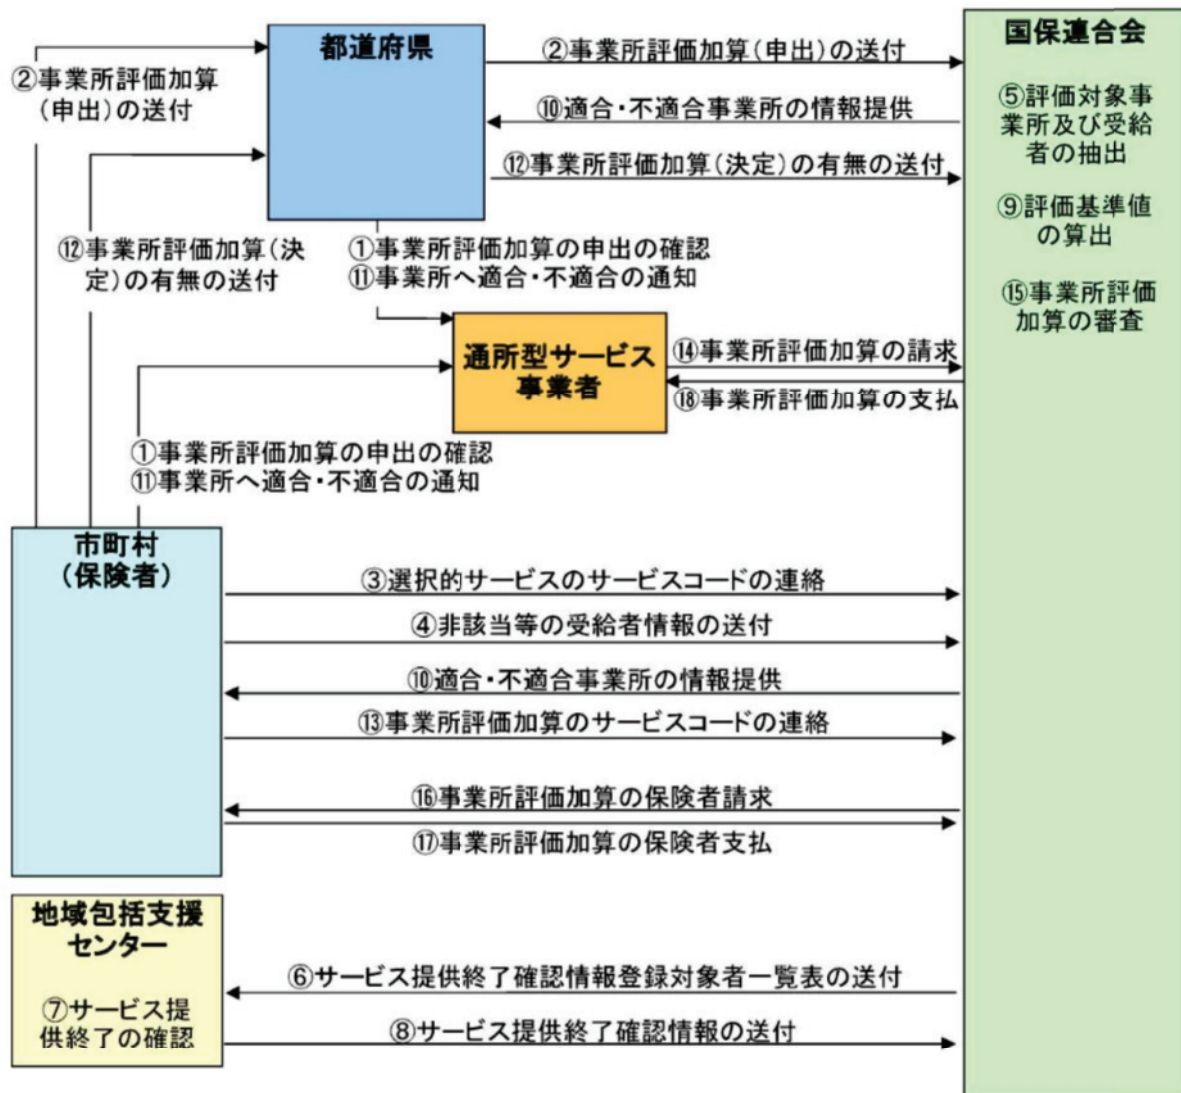 都道府県
国保連合会
②事業所評価加算
(申出)の送付
②事業所評価加算(申出)の送付
⑩適合・不適合事業所の情報提供
⑫事業所評価加算(決定)の有無の送付
⑤評価対象事
業所及び受給
者の抽出
⑨評価基準値
の算出
⑮事業所評価
加算の審査
⑫事業所評価加算(決
定)の有無の送付
①事業所評価加算の申出の確認
⑪事業所へ適合・不適合の通知
通所型サービス
事業者
⑭事業所評価加算の請求
⑱事業所評価加算の支払
①事業所評価加算の申出の確認
⑪事業所へ適合・不適合の通知
市町村
(保険者)
③選択的サービスのサービスコードの連絡
④非該当等の受給者情報の送付
⑩適合・不適合事業所の情報提供
⑬事業所評価加算のサービスコードの連絡
⑯事業所評価加算の保険者請求
⑰事業所評価加算の保険者支払
地域包括支援
センター
⑦サービス提
供終了の確認
⑥サービス提供終了確認情報登録対象者一覧表の送付
⑧サービス提供終了確認情報の送付